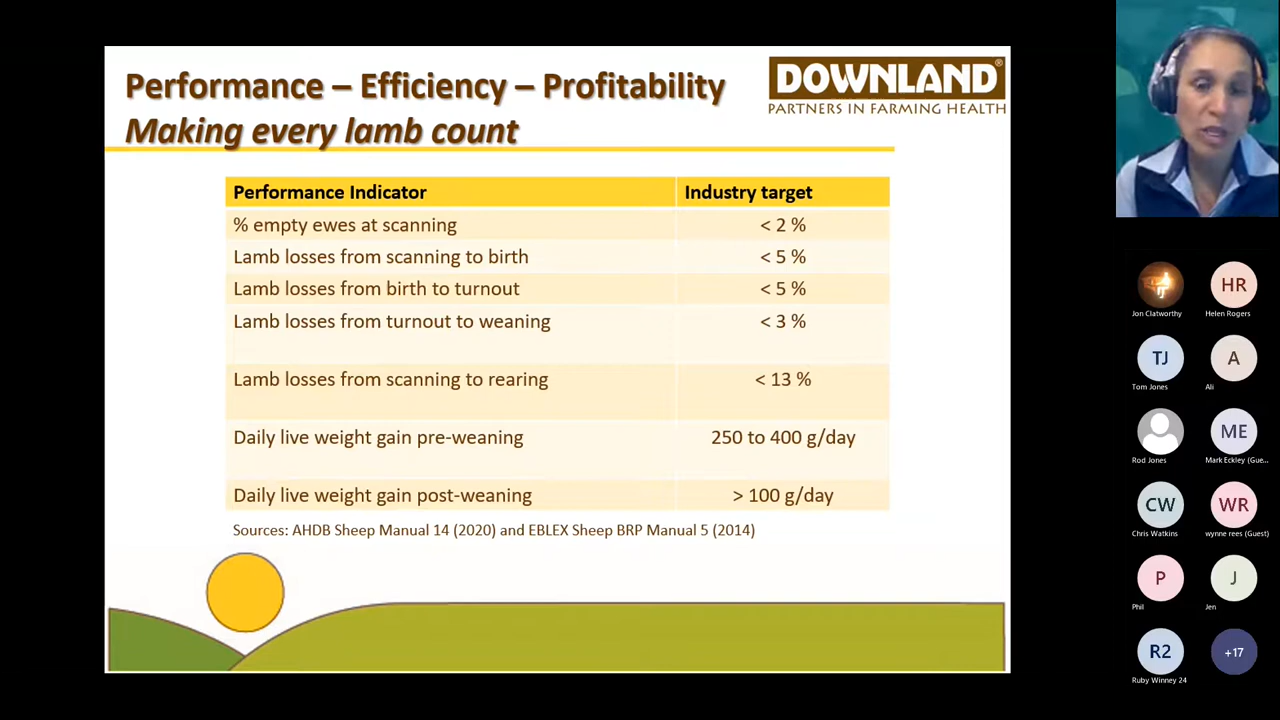 Performance – Efficiency – Profitability
Making every lamb count
DOWNLAND®
PARTNERS IN FARMING HEALTH
Performance Indicator Industry target
% empty ewes at scanning < 2 %
Lamb losses from scanning to birth < 5 %
Lamb losses from birth to turnout < 5 %
Lamb losses from turnout to weaning < 3 %
Lamb losses from scanning to rearing < 13 %
Daily live weight gain pre-weaning 250 to 400 g/day
Daily live weight gain post-weaning > 100 g/day
Sources: AHDB Sheep Manual 14 (2020) and EBLEX Sheep BRP Manual 5 (2014)
HR
Jon Clatworthy Helen Rogers
TJ A
Tom Jones Ali
ME
Rod Jones Mark Eckley (Gue...
CW WR
Chris Watkins wynne rees (Guest)
P J
Phil Jen
R2 +17
Ruby Winney 24